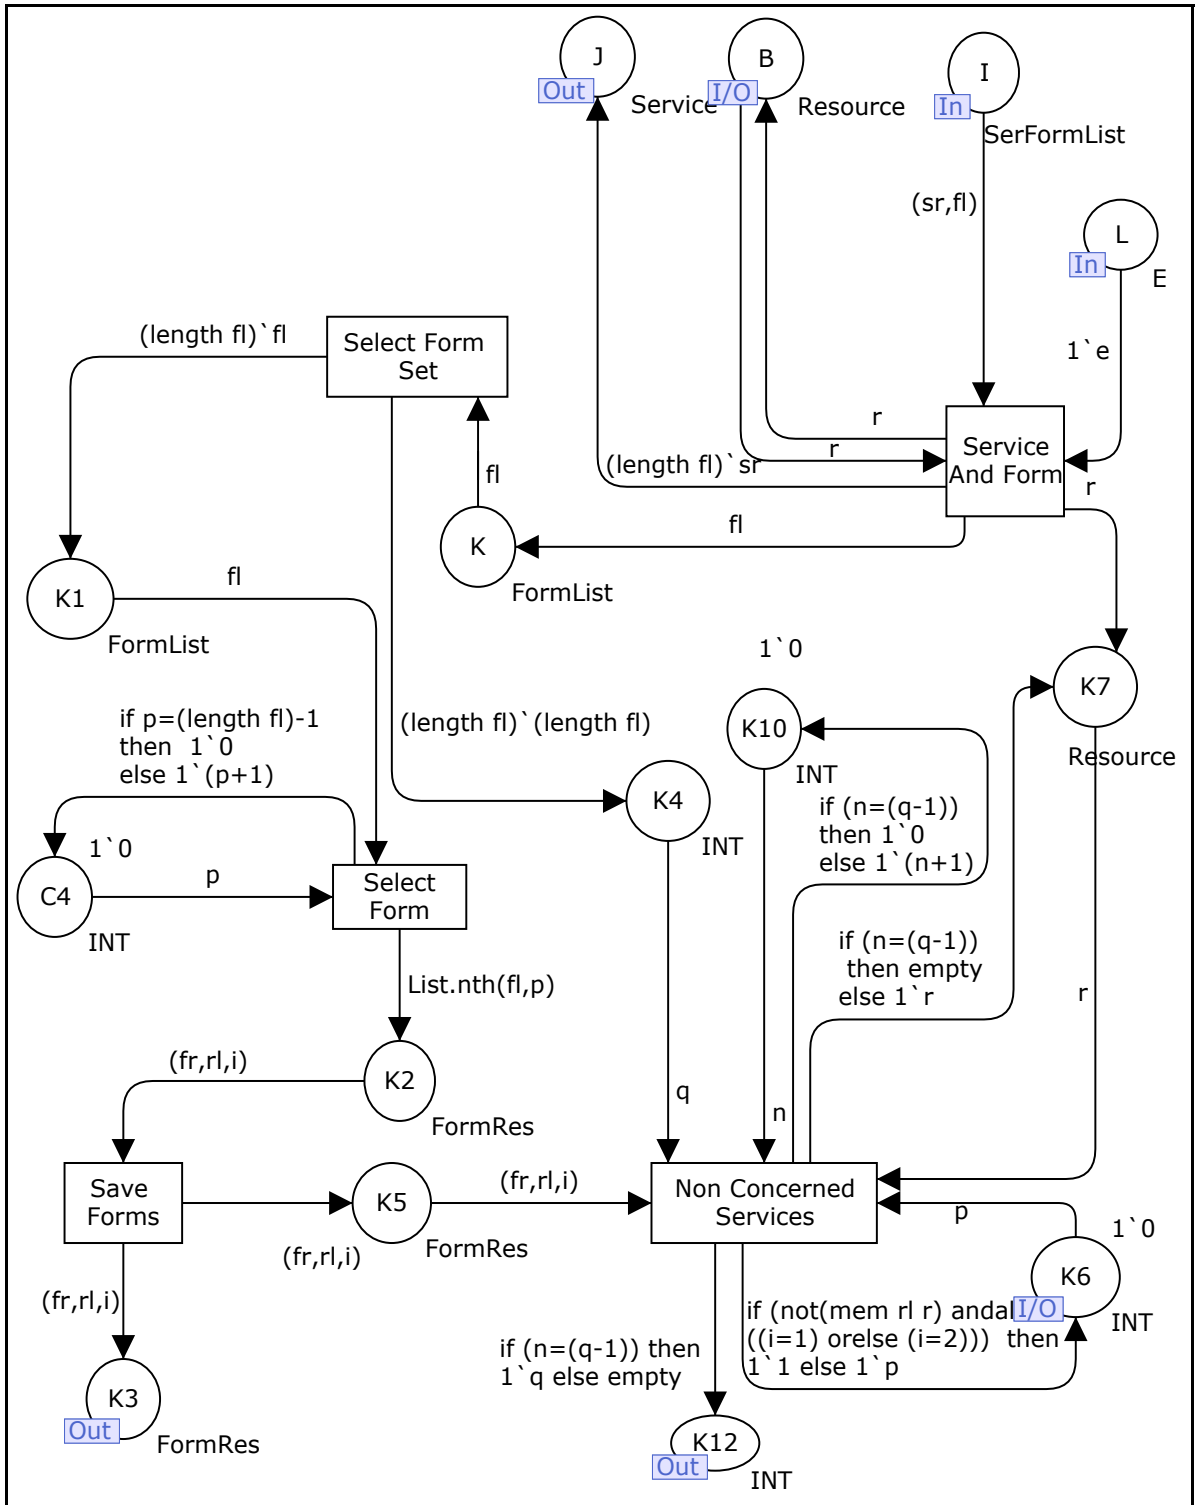 J
B
I
Out
I/O
In
Service
Resource
SerFormList
(sr,fl)
L
In
E
1`e
(length fl)`fl
Select Form
Set
r
r
(length fl)`sr
Service
And Form
r
fl
fl
K
FormList
K1
fl
FormList
1`0
K7
Resource
if p=(length fl)-1
then 1`0
else 1`(p+1)
(length fl)`(length fl)
K10
INT
K4
INT
if (n=(q-1))
then 1`0
else 1`(n+1)
1`0
C4
p
INT
Select
Form
if (n=(q-1))
then empty
else 1`r
r
List.nth(fl,p)
(fr,rl,i)
K2
FormRes
q
n
Save
Forms
K5
FormRes
(fr,rl,i)
(fr,rl,i)
Non Concerned
Services
p
1`0
K6
I/O
INT
(fr,rl,i)
if (not(mem rl r) andal
((i=1) orelse (i=2))) then
1`1 else 1`p
if (n=(q-1)) then
1`q else empty
K3
Out
FormRes
K12
Out
INT